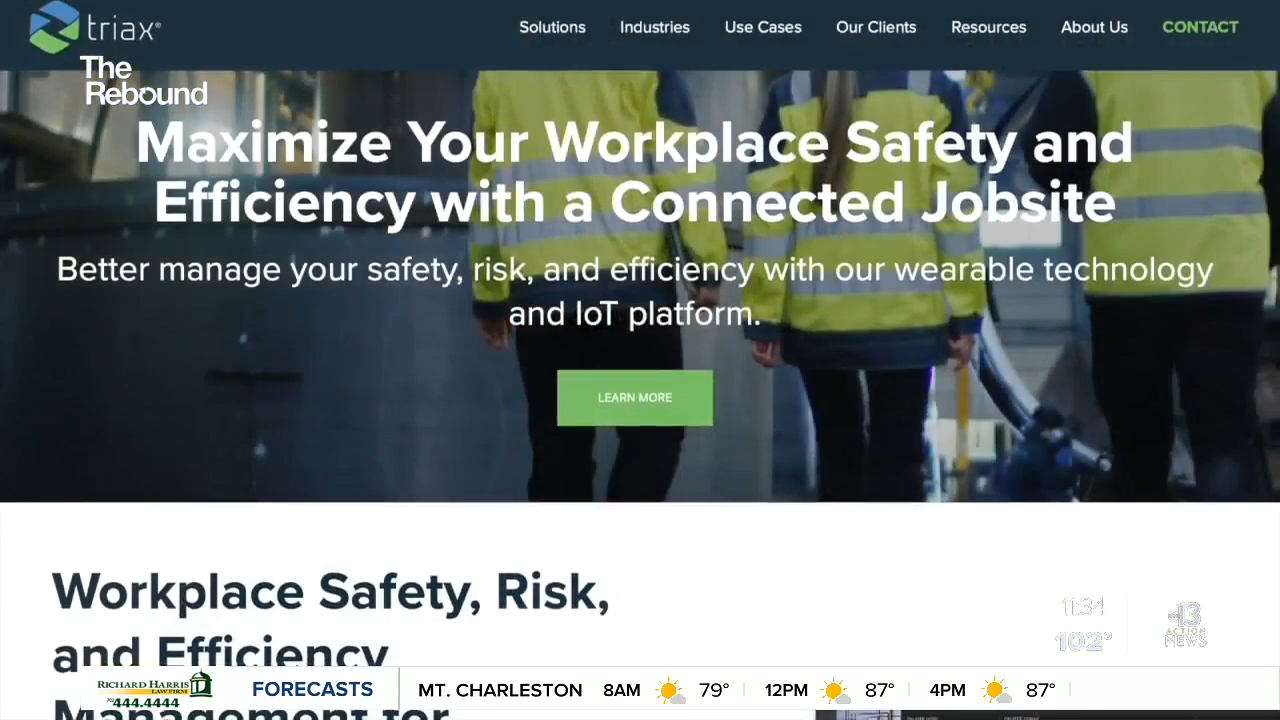 triax®
Solutions Industries Use Cases Our Clients Resources About Us CONTACT
The
Rebound
Maximize Your Workplace Safety and
Efficiency with a Connected Jobsite
Better manage your safety, risk, and efficiency with our wearable technology
and IoT platform.
LEARN MORE
Workplace Safety, Risk,
and Efficiency
Management for
11:34
102°
13
ACTION
NEWS
RICHARD HARRIS
LAW FIRM
702 444.4444
FORECASTS
MT. CHARLESTON 8AM 79° 12PM 87° 4PM 87°